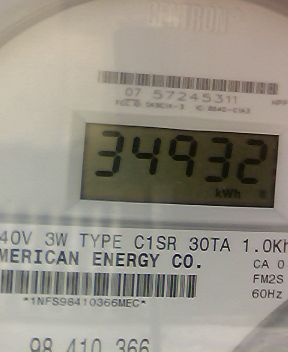 07 57245311
34932
kWh
40V 3W TYPE C1SR 30TA 1.0Kh
MERICAN ENERGY CO.
CA 0
FM2S
60Hz
*1NFS98410366MEC*
98 410 366